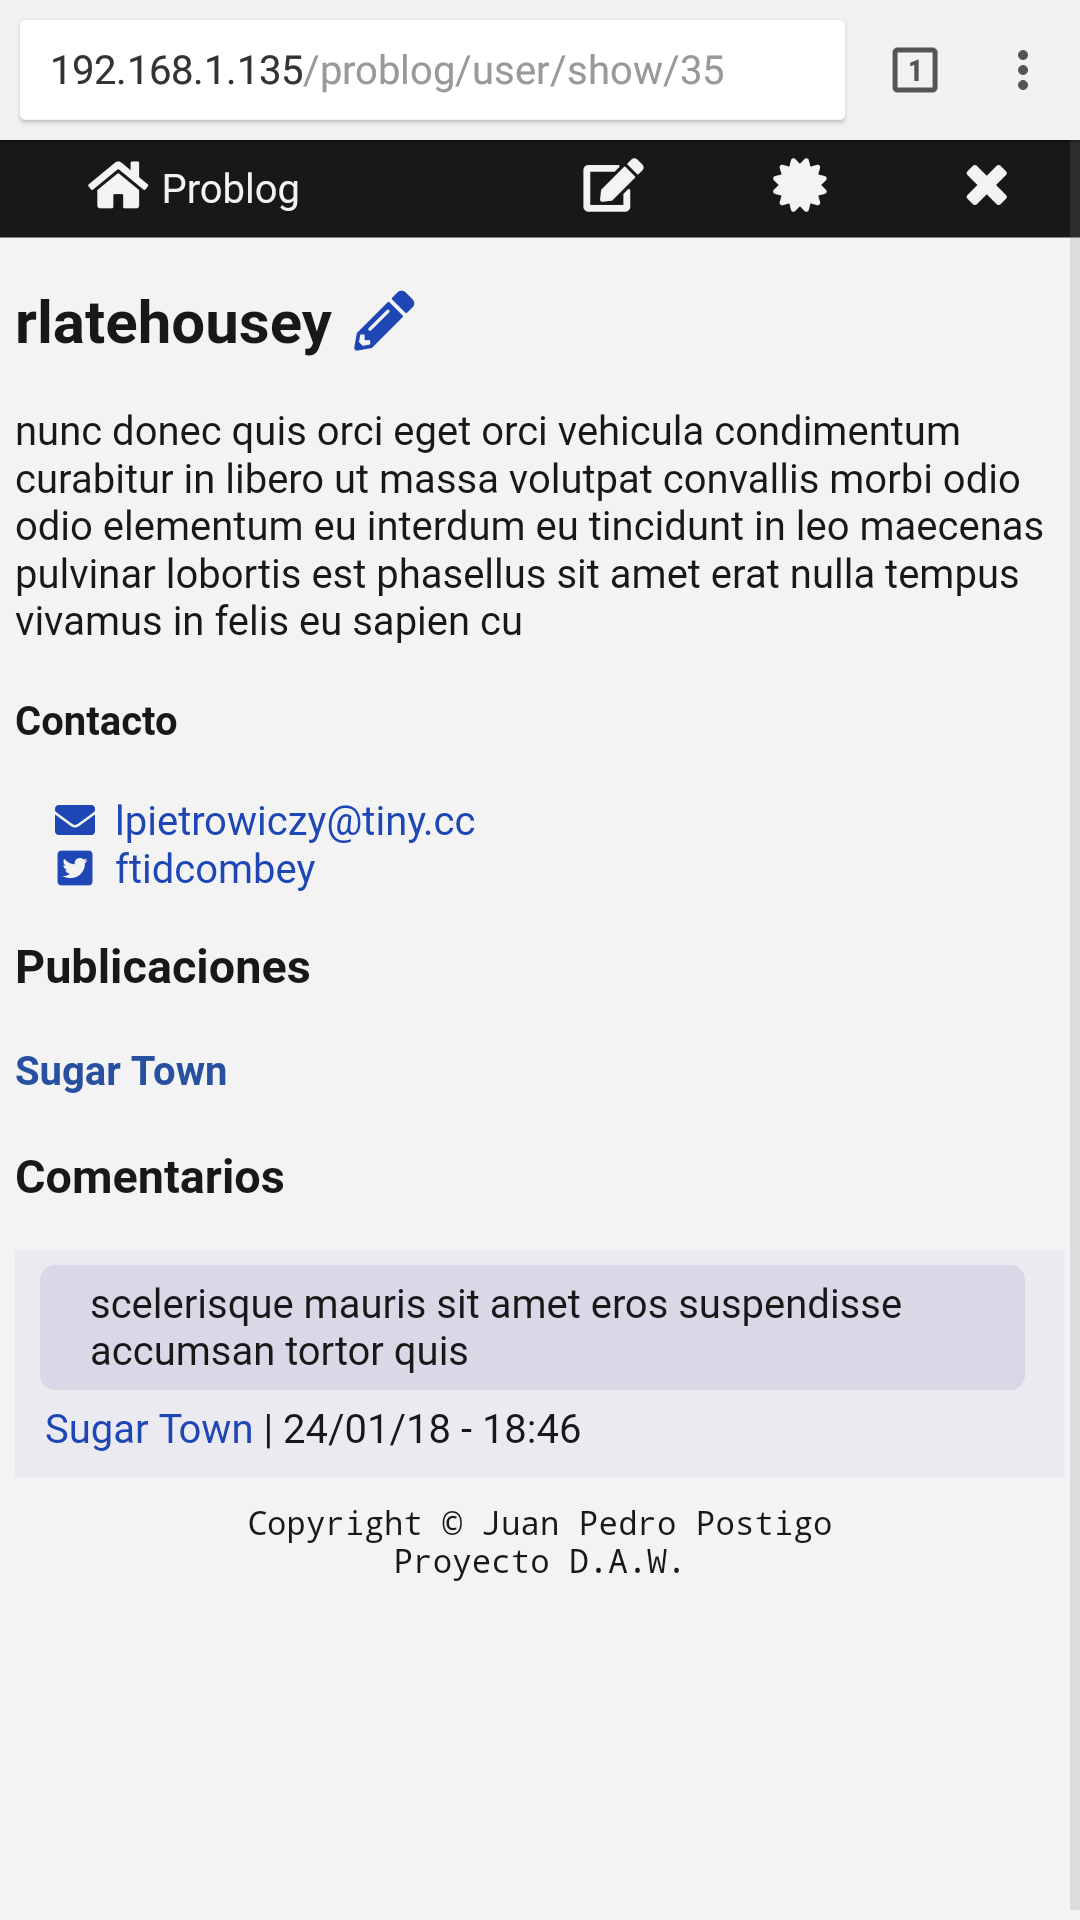 192.168.1.135/problog/user/show/35
1
Problog
rlatehousey
nunc donec quis orci eget orci vehicula condimentum
curabitur in libero ut massa volutpat convallis morbi odio
odio elementum eu interdum eu tincidunt in leo maecenas
pulvinar lobortis est phasellus sit amet erat nulla tempus
vivamus in felis eu sapien cu
Contacto
lpietrowiczy@tiny.cc
ftidcombey
Publicaciones
Sugar Town
Comentarios
scelerisque mauris sit amet eros suspendisse
accumsan tortor quis
Sugar Town | 24/01/18 - 18:46
Copyright © Juan Pedro Postigo
Proyecto D.A.W.